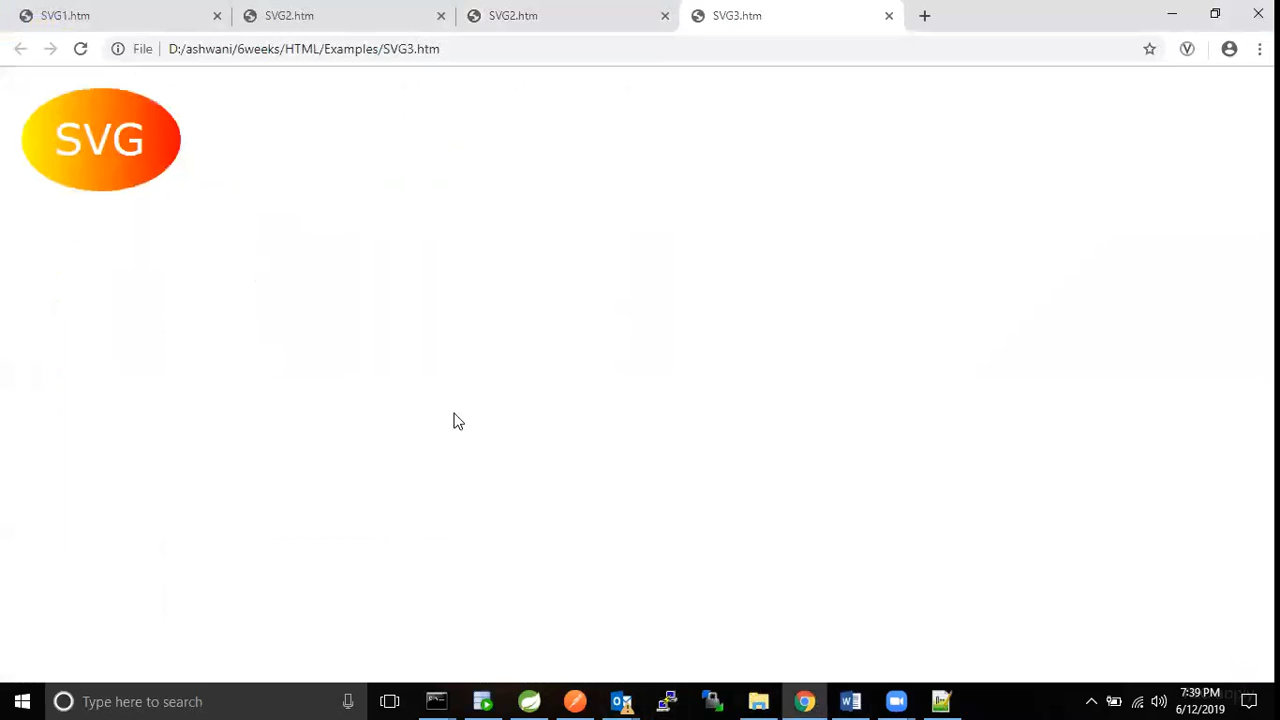 SVG1.htm
SVG2.htm
SVG2.htm
SVG3.htm
File D:/ashwani/6weeks/HTML/Examples/SVG3.htm
SVG
Type here to search
7:39 PM
6/12/2019